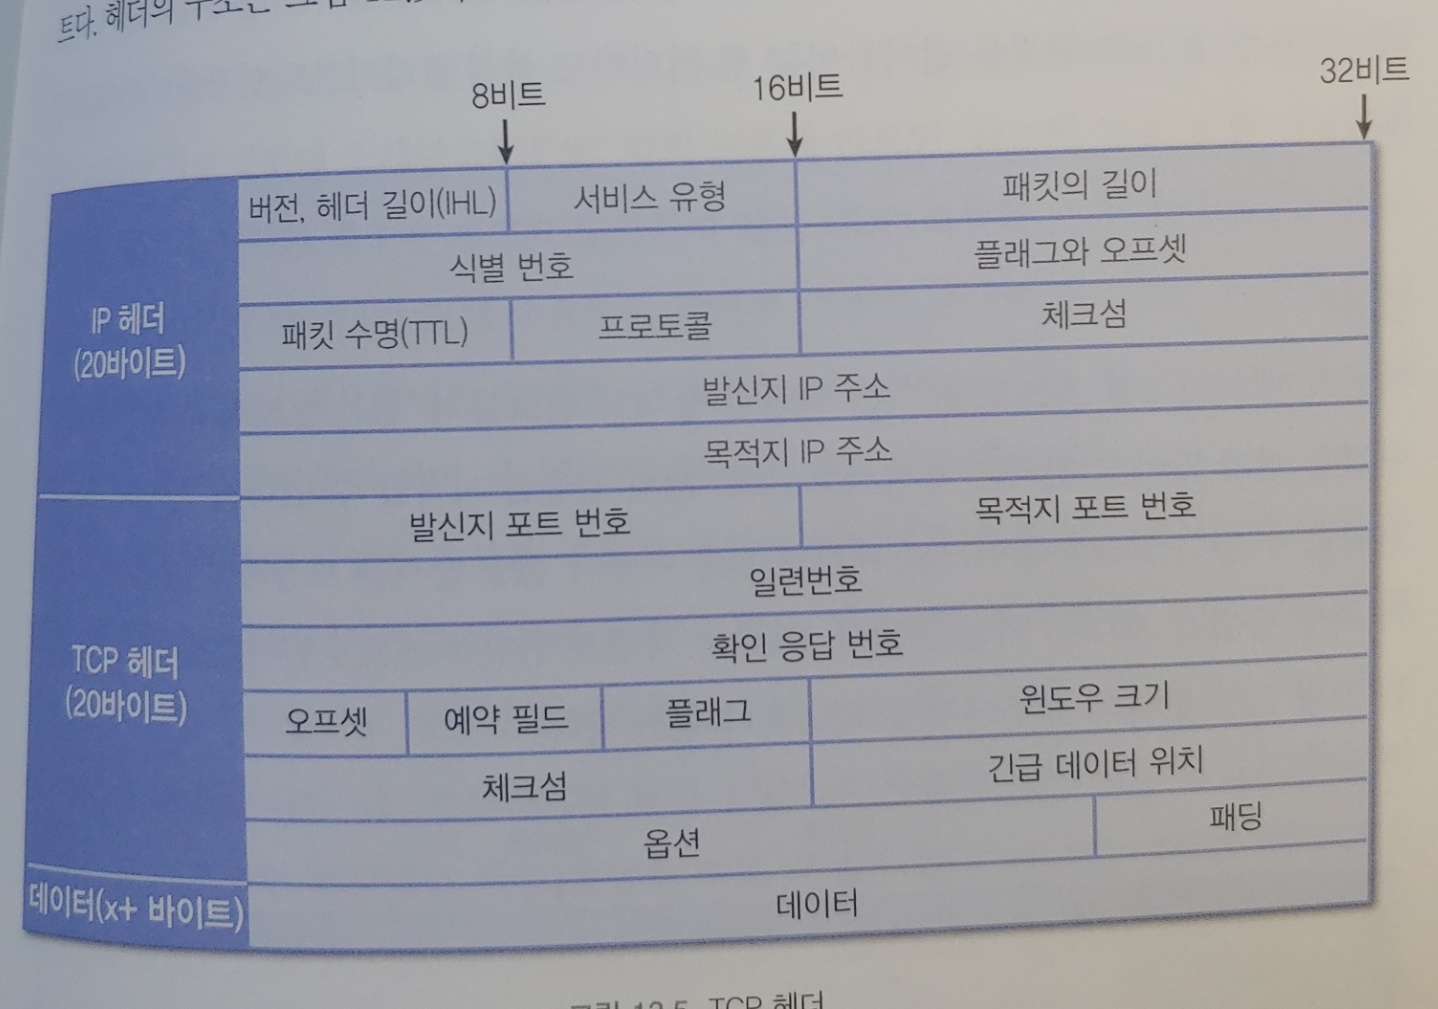 트다. 헤더의 구조는
8비트 16비트 32비트
버전, 헤더 길이(IHL) 서비스 유형 패킷의 길이
식별 번호 플래그와 오프셋
IP 헤더
(20바이트)
패킷 수명(TTL) 프로토콜 체크섬
발신지 IP 주소
목적지 IP 주소
발신지 포트 번호 목적지 포트 번호
일련번호
확인 응답 번호
TCP 헤더
(20바이트)
오프셋 예약 필드 플래그 윈도우 크기
체크섬 긴급 데이터 위치
옵션 패딩
데이터(x+ 바이트) 데이터
TCP 헤더